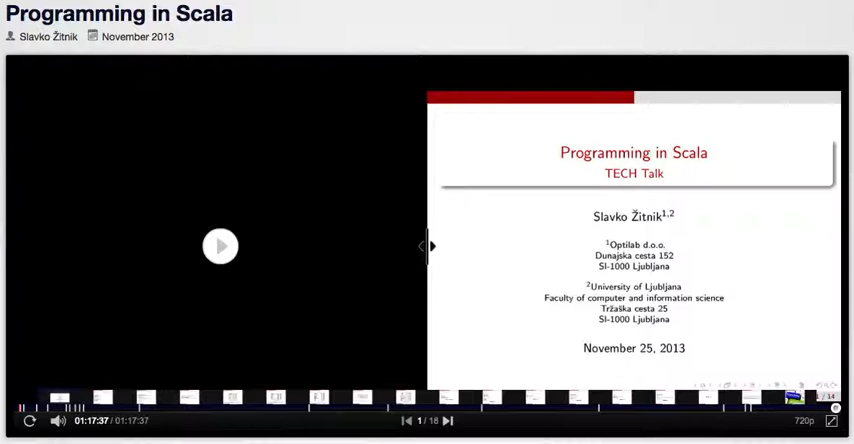 Programming in Scala
Slavko Žitnik November 2013
Programming in Scala
TECH Talk
Slavko Žitnik1,2
1Optilab d.o.o.
Dunajska cesta 152
SI-1000 Ljubljana
2University of Ljubljana
Faculty of computer and information science
Tržaška cesta 25
SI-1000 Ljubljana
November 25, 2013
1 / 14
01:17:37 / 01:17:37
1 / 18
720p